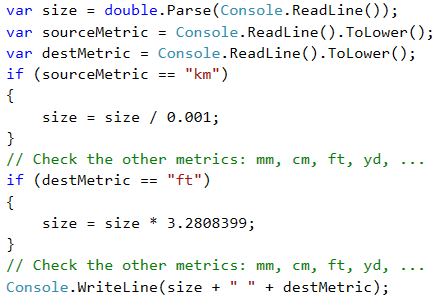 var size = double.Parse(Console.ReadLine());
var sourceMetric = Console.ReadLine().ToLower();
var destMetric = Console.ReadLine().ToLower();
if (sourceMetric == "km")
{
    size = size / 0.001;
}
// Check the other metrics: mm, cm, ft, yd, ...
if (destMetric == "ft")
{
    size = size * 3.2808399;
}
// Check the other metrics: mm, cm, ft, yd, ...
Console.WriteLine(size + " " + destMetric);